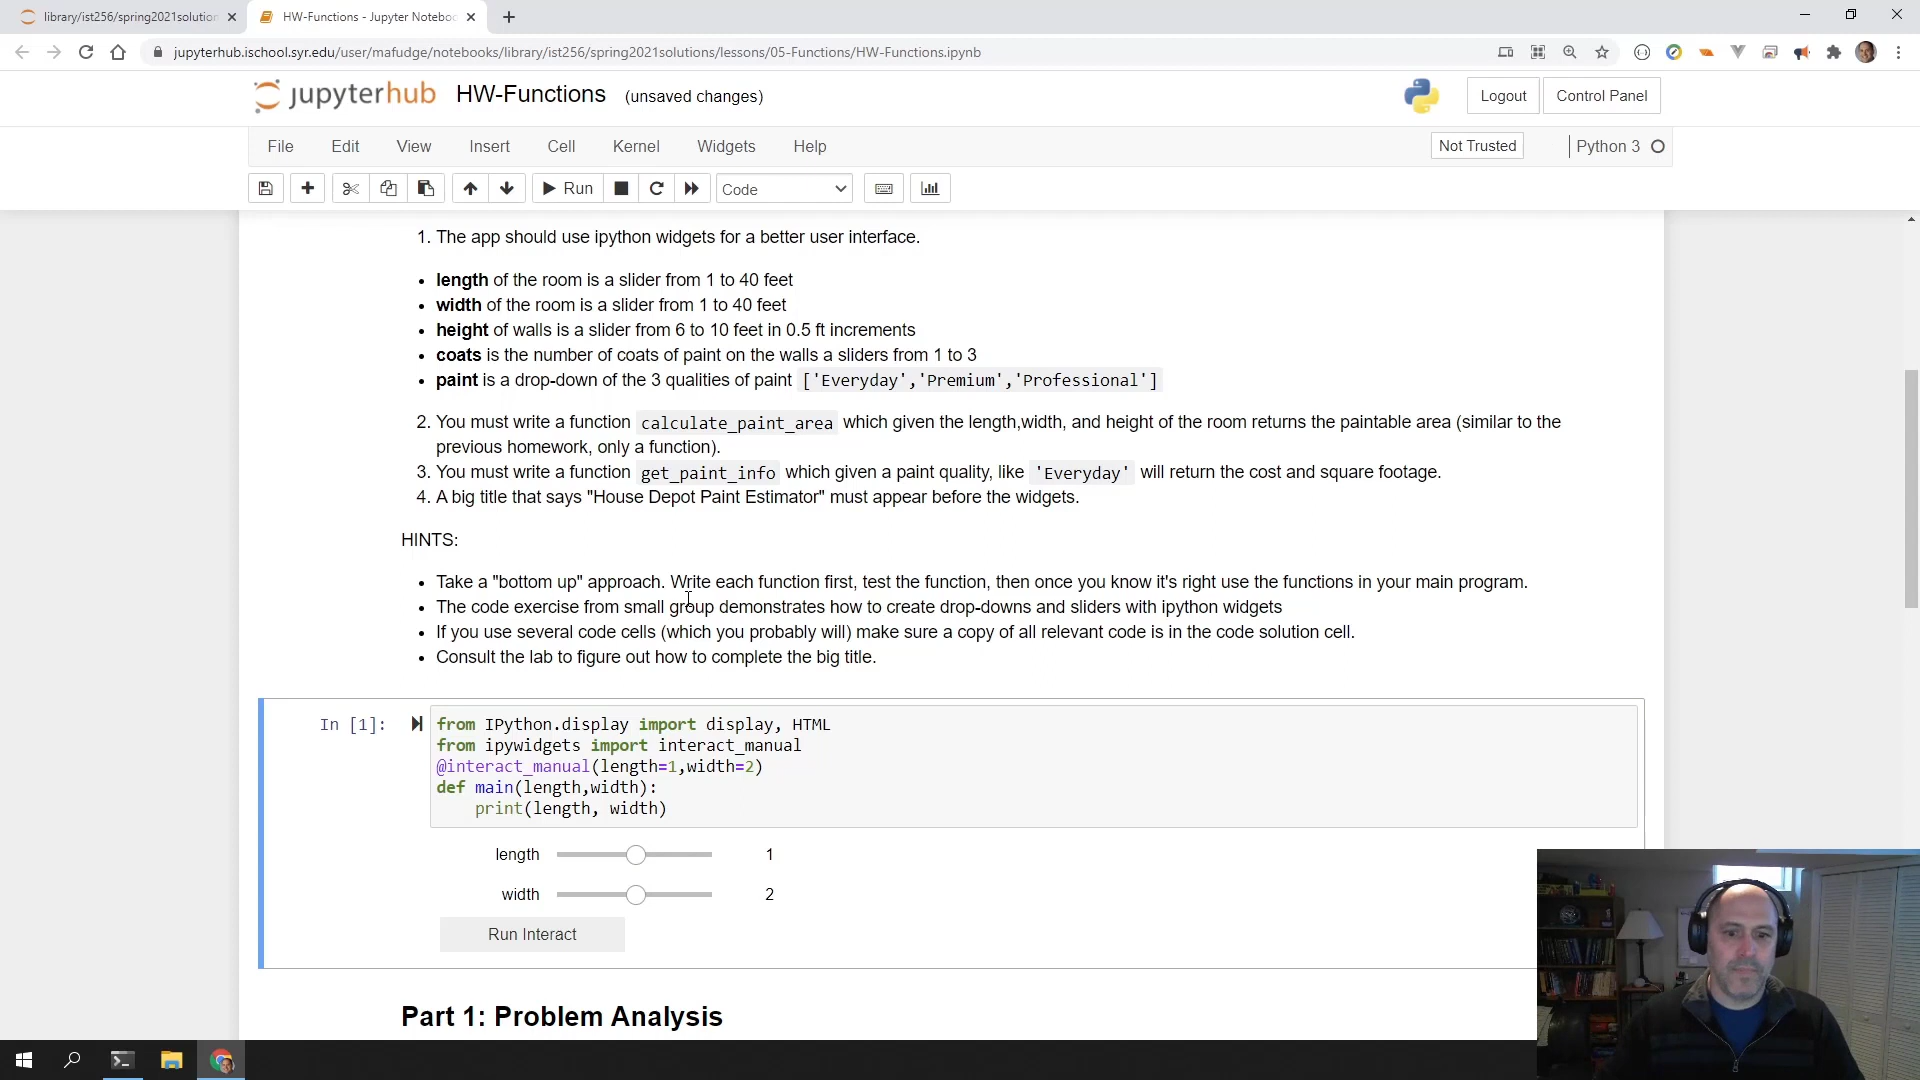 library/ist256/spring2021solution
HW-Functions - Jupyter Noteboo
jupyterhub.ischool.syr.edu/user/mafudge/notebooks/library/ist256/spring2021solutions/lessons/05-Functions/HW-Functions.ipynb
jupyterhub HW-Functions (unsaved changes)
Logout
Control Panel
File Edit View Insert Cell Kernel Widgets Help
Not Trusted
Python 3
Run
Code
1. The app should use ipython widgets for a better user interface.
• length of the room is a slider from 1 to 40 feet
• width of the room is a slider from 1 to 40 feet
• height of walls is a slider from 6 to 10 feet in 0.5 ft increments
• coats is the number of coats of paint on the walls a sliders from 1 to 3
• paint is a drop-down of the 3 qualities of paint ['Everyday','Premium','Professional']
2. You must write a function calculate_paint_area which given the length,width, and height of the room returns the paintable area (similar to the
previous homework, only a function).
3. You must write a function get_paint_info which given a paint quality, like 'Everyday' will return the cost and square footage.
4. A big title that says "House Depot Paint Estimator" must appear before the widgets.
HINTS:
• Take a "bottom up" approach. Write each function first, test the function, then once you know it's right use the functions in your main program.
• The code exercise from small group demonstrates how to create drop-downs and sliders with ipython widgets
• If you use several code cells (which you probably will) make sure a copy of all relevant code is in the code solution cell.
• Consult the lab to figure out how to complete the big title.
In [1]:
from IPython.display import display, HTML
from ipywidgets import interact_manual
@interact_manual(length=1,width=2)
def main(length,width):
    print(length, width)
length 1
width 2
Run Interact
Part 1: Problem Analysis